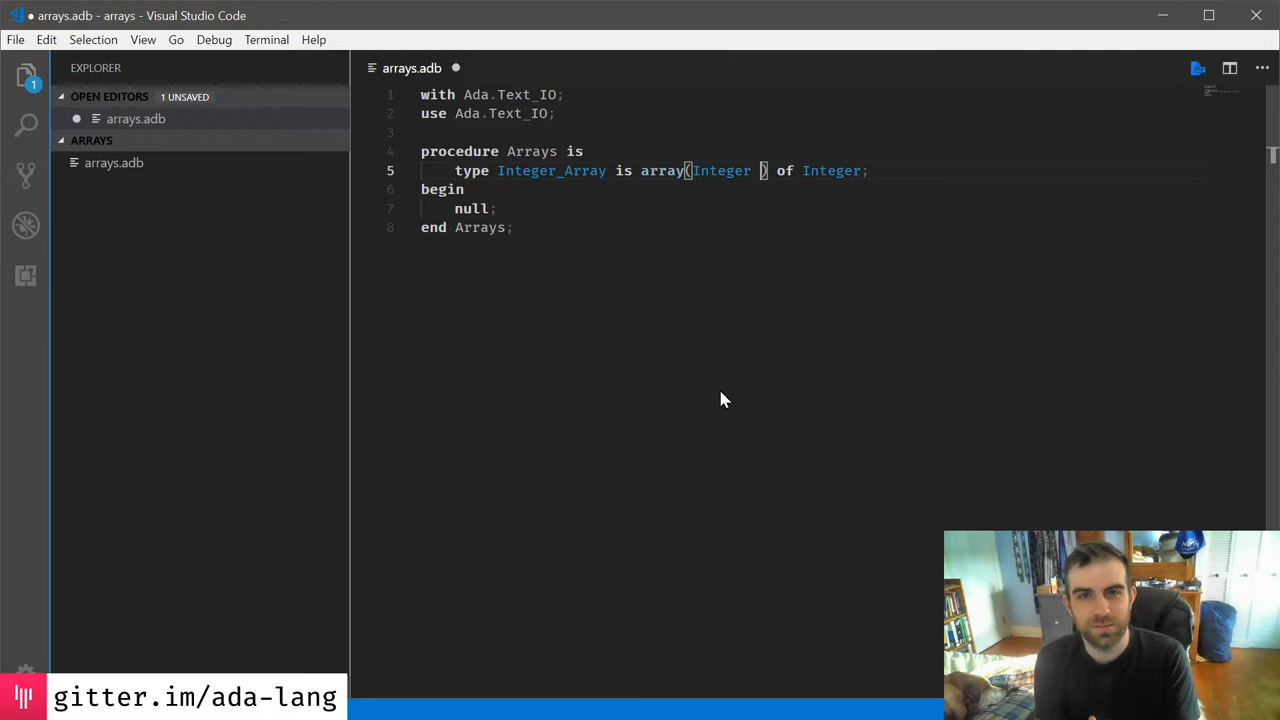 arrays.adb - arrays - Visual Studio Code
File Edit Selection View Go Debug Terminal Help
EXPLORER
OPEN EDITORS 1 UNSAVED
arrays.adb
ARRAYS
arrays.adb
1
arrays.adb
1 with Ada.Text_IO;
2 use Ada.Text_IO;
3
4 procedure Arrays is
5 type Integer_Array is array(Integer ) of Integer;
6 begin
7 null;
8 end Arrays;
gitter.im/ada-lang